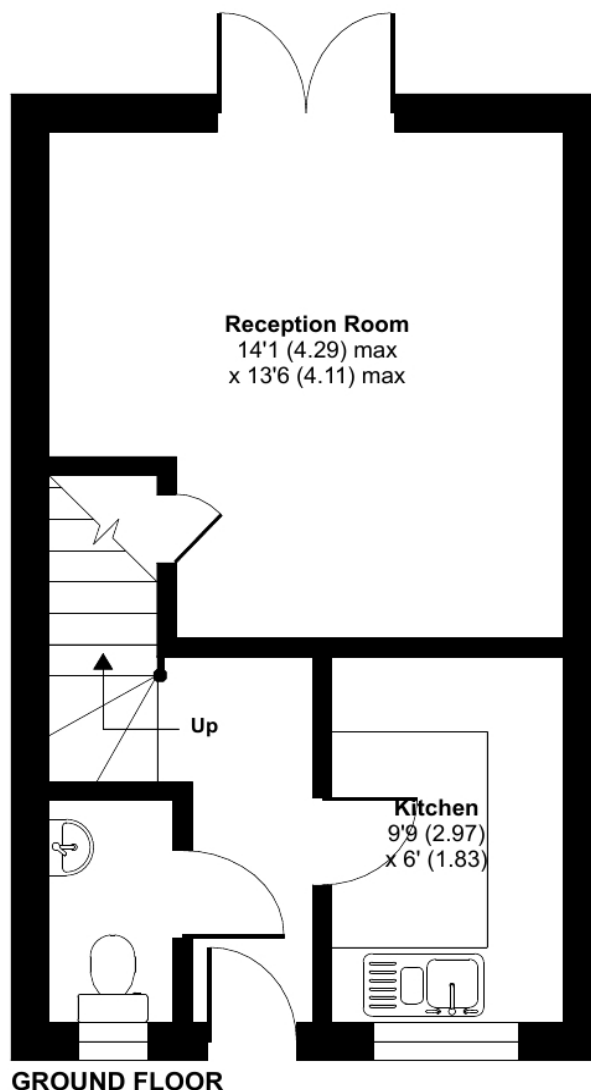 Reception Room
14'1 (4.29) max
x 13'6 (4.11) max
Up
Kitchen
9'9 (2.97)
x 6' (1.83)
GROUND FLOOR